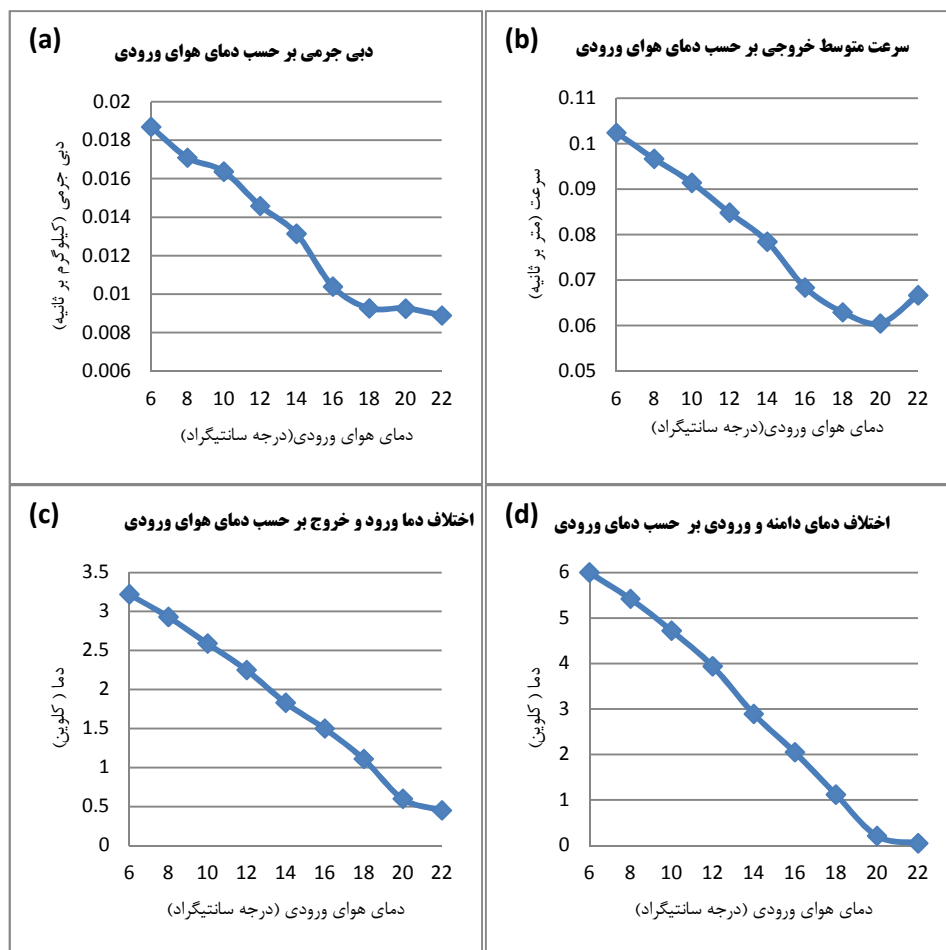 (a)
دبی جرمی بر حسب دمای هوای ورودی
دبی جرمی (کیلوگرم بر ثانیه)
0.02
0.018
0.016
0.014
0.012
0.01
0.008
0.006
6 8 10 12 14 16 18 20 22
دمای هوای ورودی(درجه سانتیگراد)
(b)
سرعت متوسط خروجی بر حسب دمای هوای ورودی
سرعت (متر بر ثانیه)
0.11
0.1
0.09
0.08
0.07
0.06
0.05
6 8 10 12 14 16 18 20 22
دمای هوای ورودی(درجه سانتیگراد)
(c)
اختلاف دما ورود و خروج بر حسب دمای هوای ورودی
دما ( کلوین)
3.5
3
2.5
2
1.5
1
0.5
0
6 8 10 12 14 16 18 20 22
دمای هوای ورودی (درجه سانتیگراد)
(d)
اختلاف دمای دامنه و ورودی بر حسب دمای ورودی
دما ( کلوین)
6
5
4
3
2
1
0
6 8 10 12 14 16 18 20 22
دمای هوای ورودی (درجه سانتیگراد)